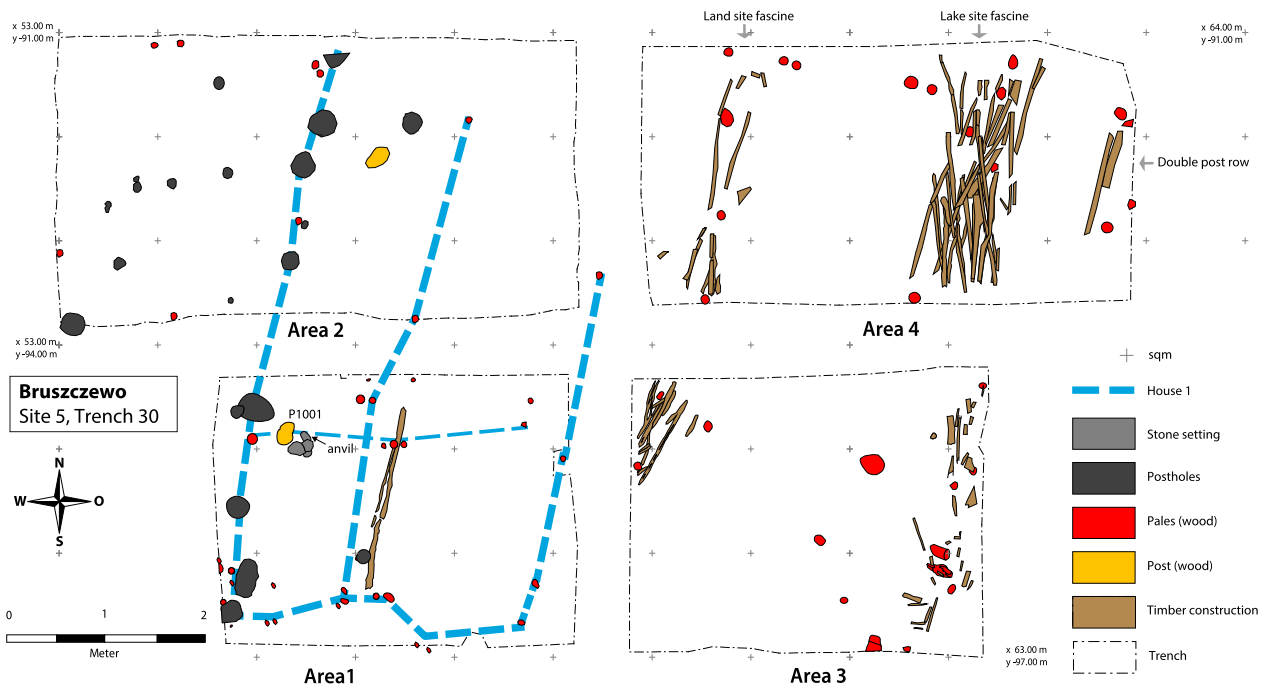 x 53.00 m
y -91.00 m
Land site fascine
Lake site fascine
x 64.00 m
y -91.00 m
Double post row
Area 2
Area 4
x 53.00 m
y -94.00 m
Bruszczewo
Site 5, Trench 30
P1001
anvil
N
W
O
S
0
1
2
Meter
Area1
Area 3
x 63.00 m
y -97.00 m
sqm
House 1
Stone setting
Postholes
Pales (wood)
Post (wood)
Timber construction
Trench